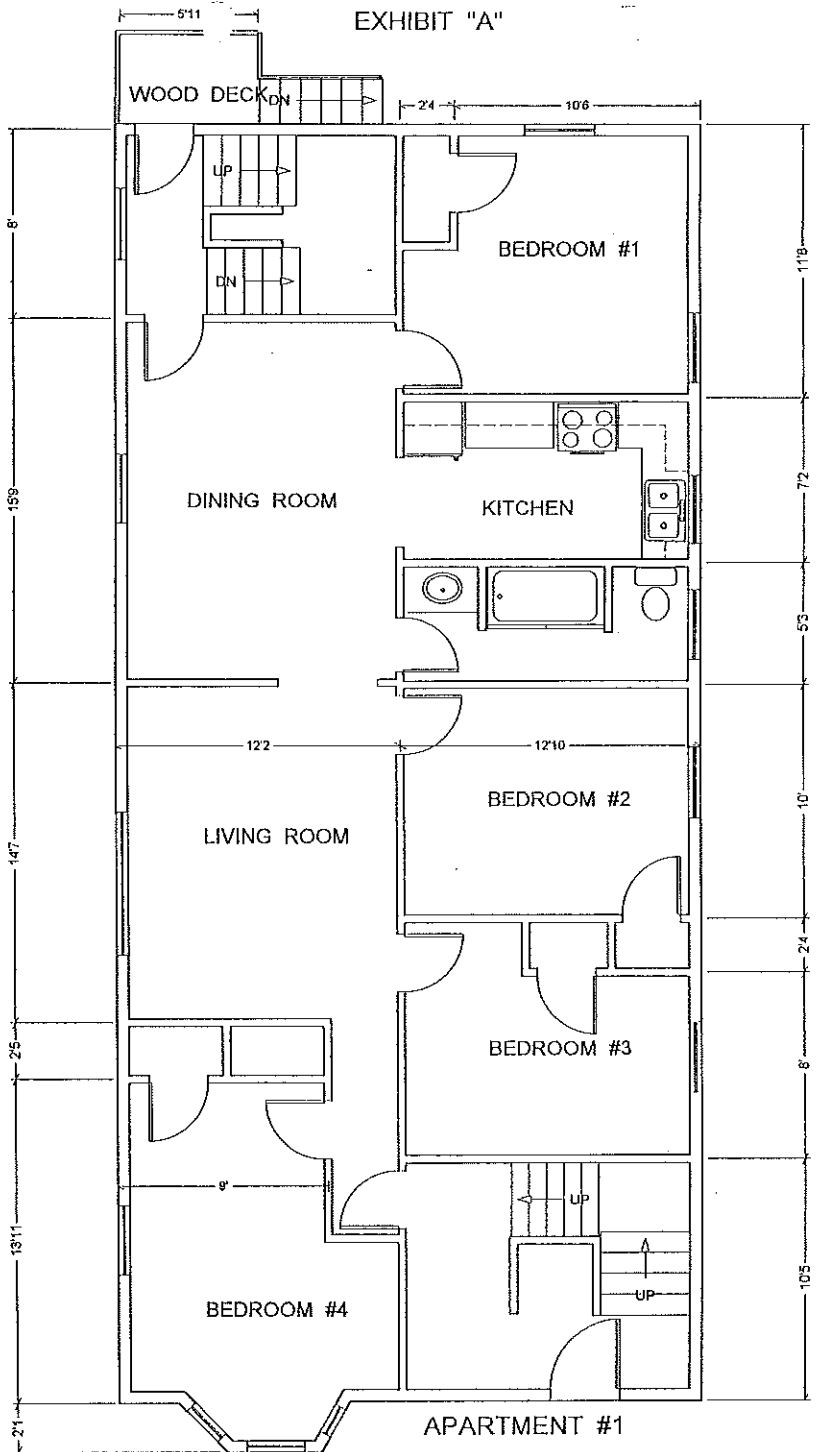 5'11
EXHIBIT "A"
WOOD DECK
DN
2'4
10'6
UP
8'
BEDROOM #1
11'8
DN
15'9
DINING ROOM
KITCHEN
7'2
5'3
12'2
12'10
BEDROOM #2
10'
LIVING ROOM
14'7
2'4
2'5
BEDROOM #3
8'
9'
UP
13'11
UP
10'5
BEDROOM #4
2'1
APARTMENT #1